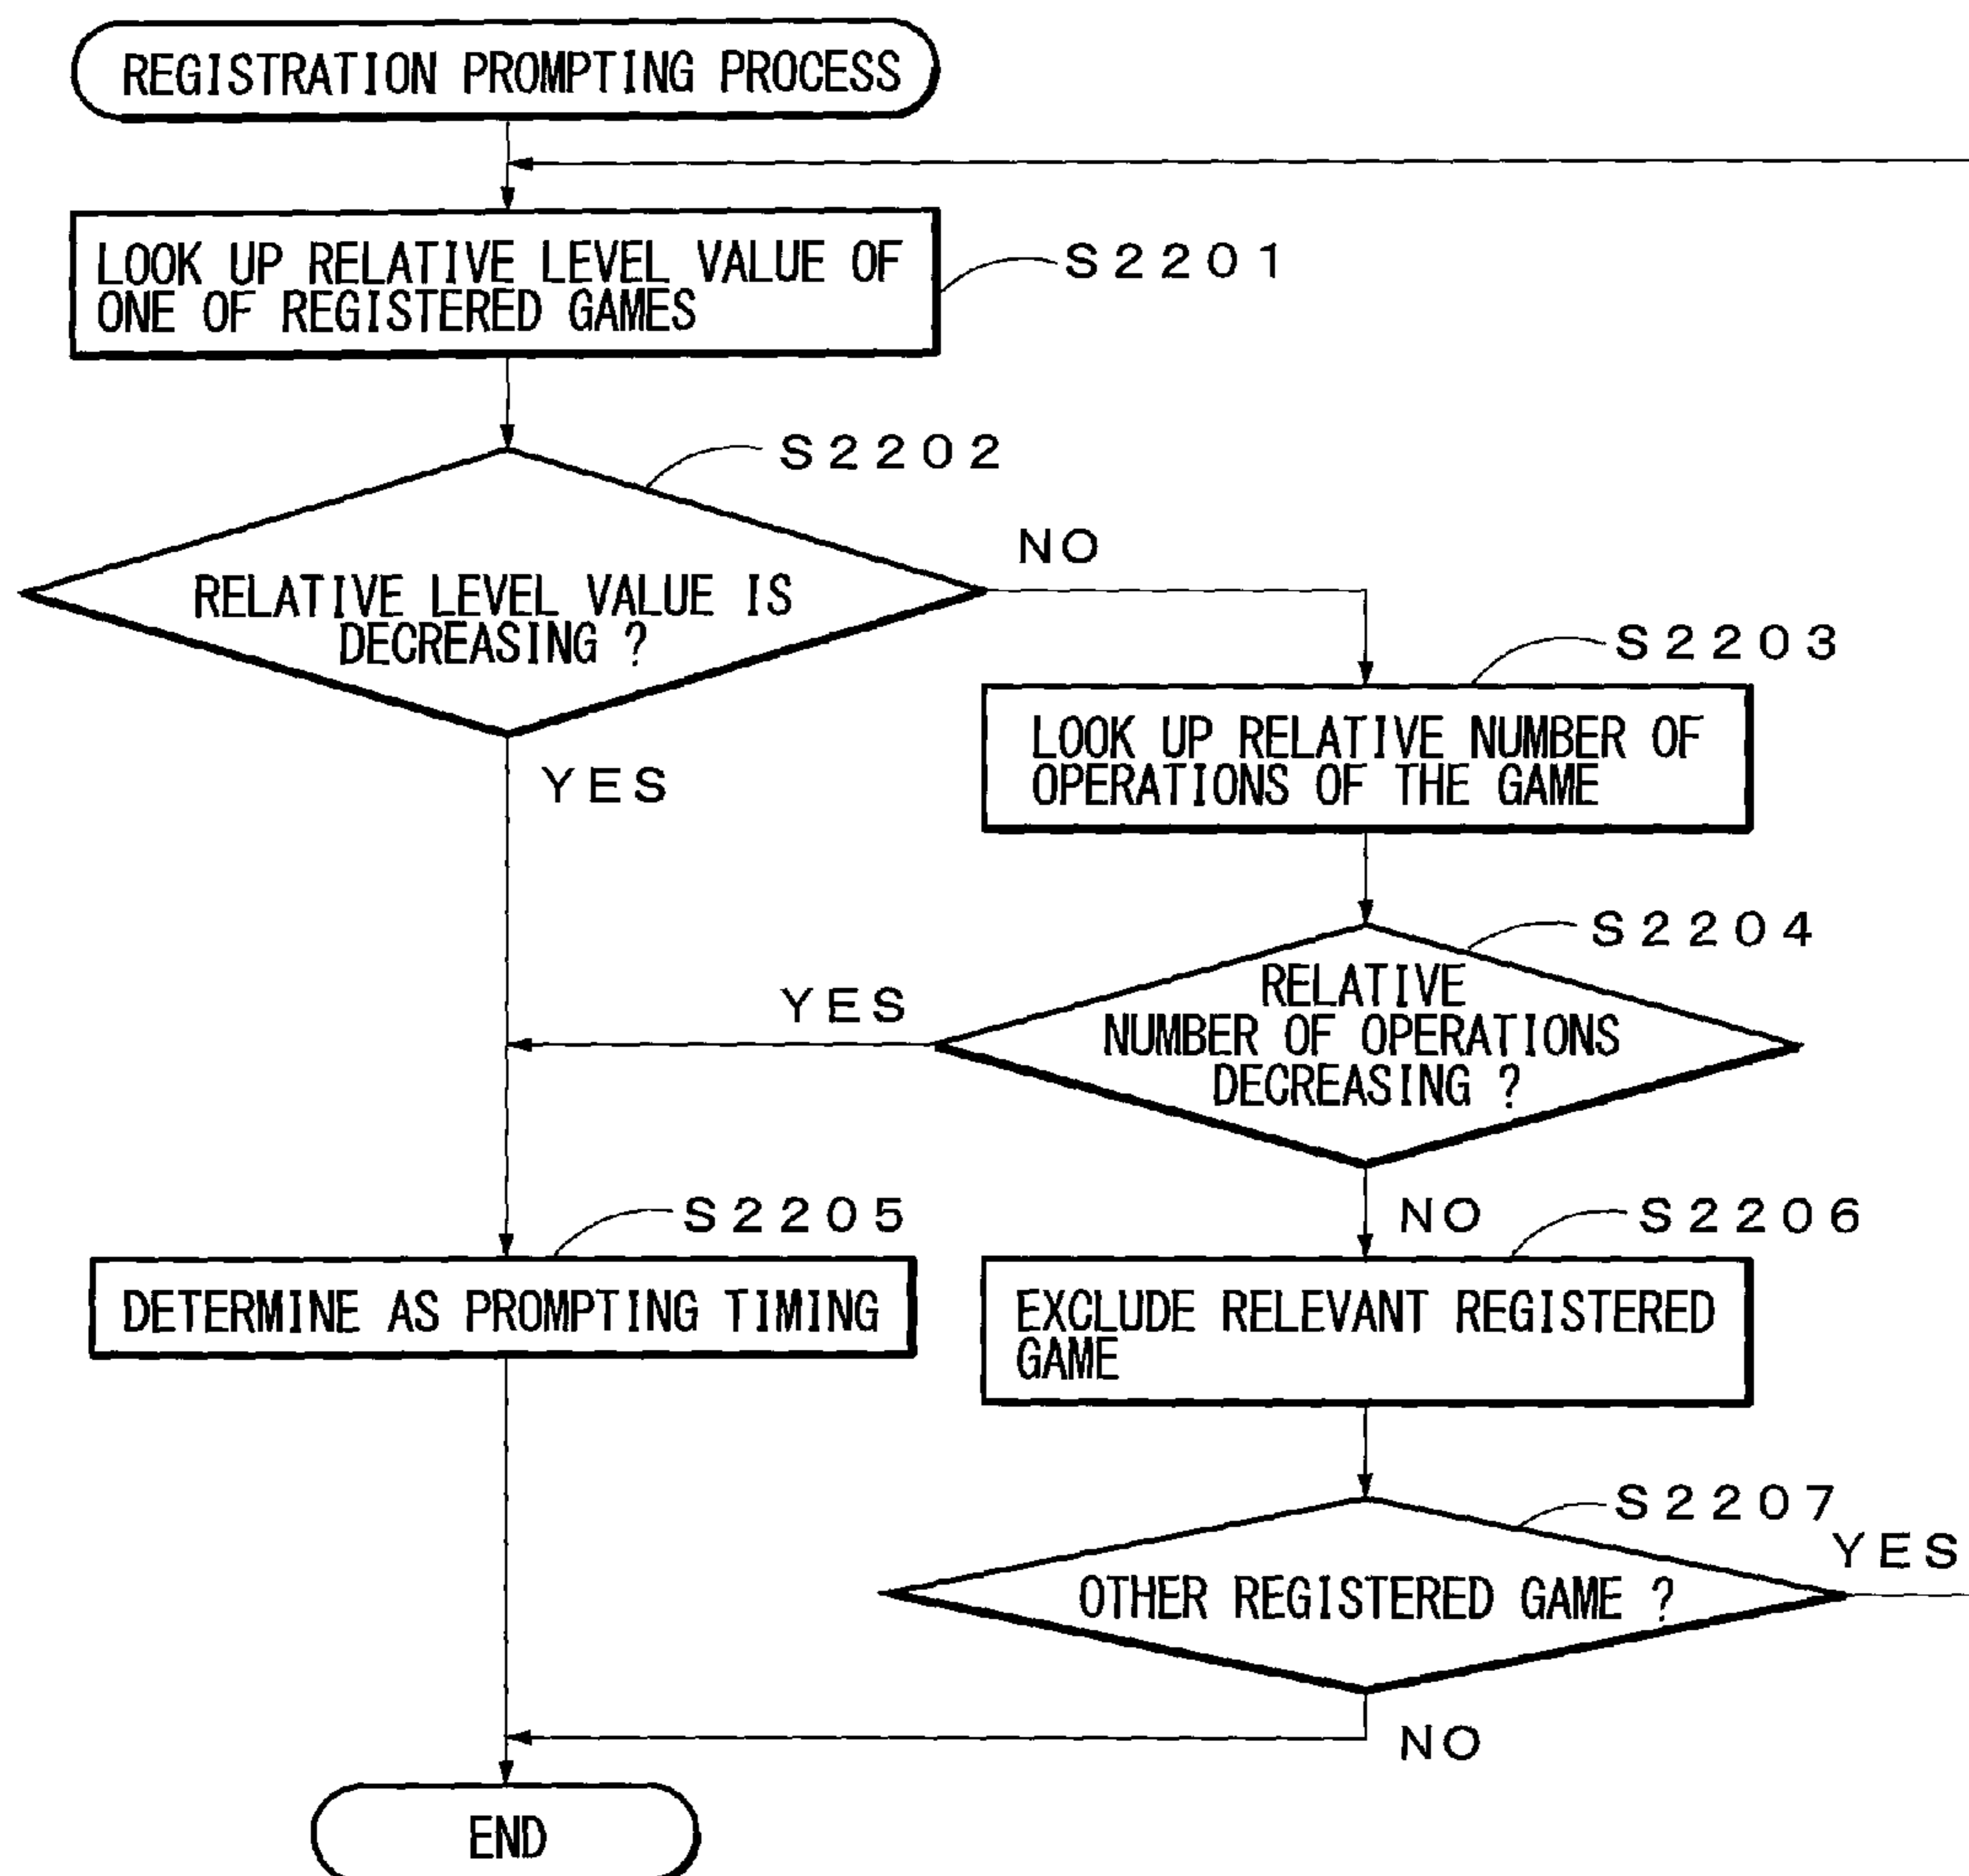 REGISTRATION PROMPTING PROCESS
LOOK UP RELATIVE LEVEL VALUE OF
ONE OF REGISTERED GAMES
S2201
S2202
RELATIVE LEVEL VALUE IS
DECREASING ?
NO
YES
S2203
LOOK UP RELATIVE NUMBER OF
OPERATIONS OF THE GAME
S2204
RELATIVE
NUMBER OF OPERATIONS
DECREASING ?
YES
NO
S2205
DETERMINE AS PROMPTING TIMING
S2206
EXCLUDE RELEVANT REGISTERED
GAME
S2207
OTHER REGISTERED GAME ?
YES
NO
END